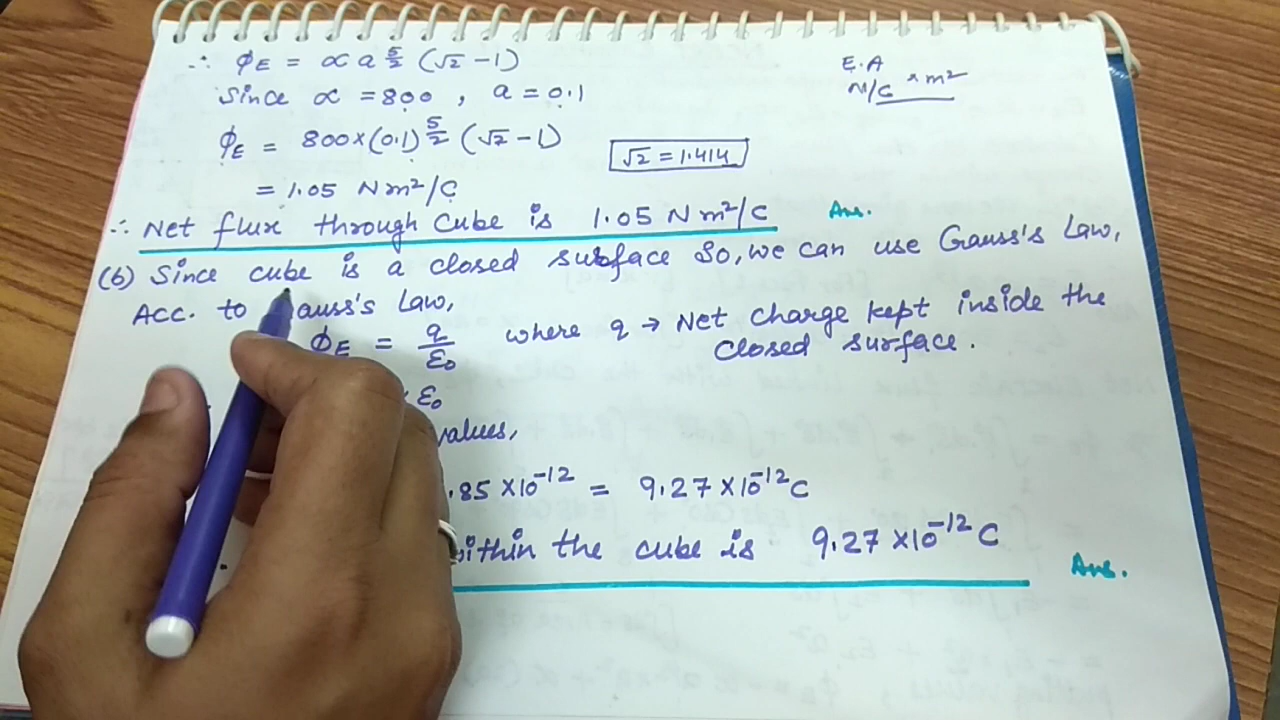 ∴ ϕE = ∝ a 5/2 (√2 - 1)
E.A
N/C × m²
Since ∝ = 800 , a = 0.1
ϕE = 800×(0.1) 5/2 (√2 - 1)
√2 = 1.414
= 1.05 Nm²/C
∴ Net flux through Cube is 1.05 Nm²/C Ans.
(b) Since cube is a closed surface So, we can use Gauss's Law,
Acc. to auss's Law,
ϕE = q/ε0 where q → Net charge kept inside the
closed surface.
ε0
values,
.85 ×10⁻¹² = 9.27 ×10⁻¹² C
within the cube is 9.27 ×10⁻¹² C
Ans.